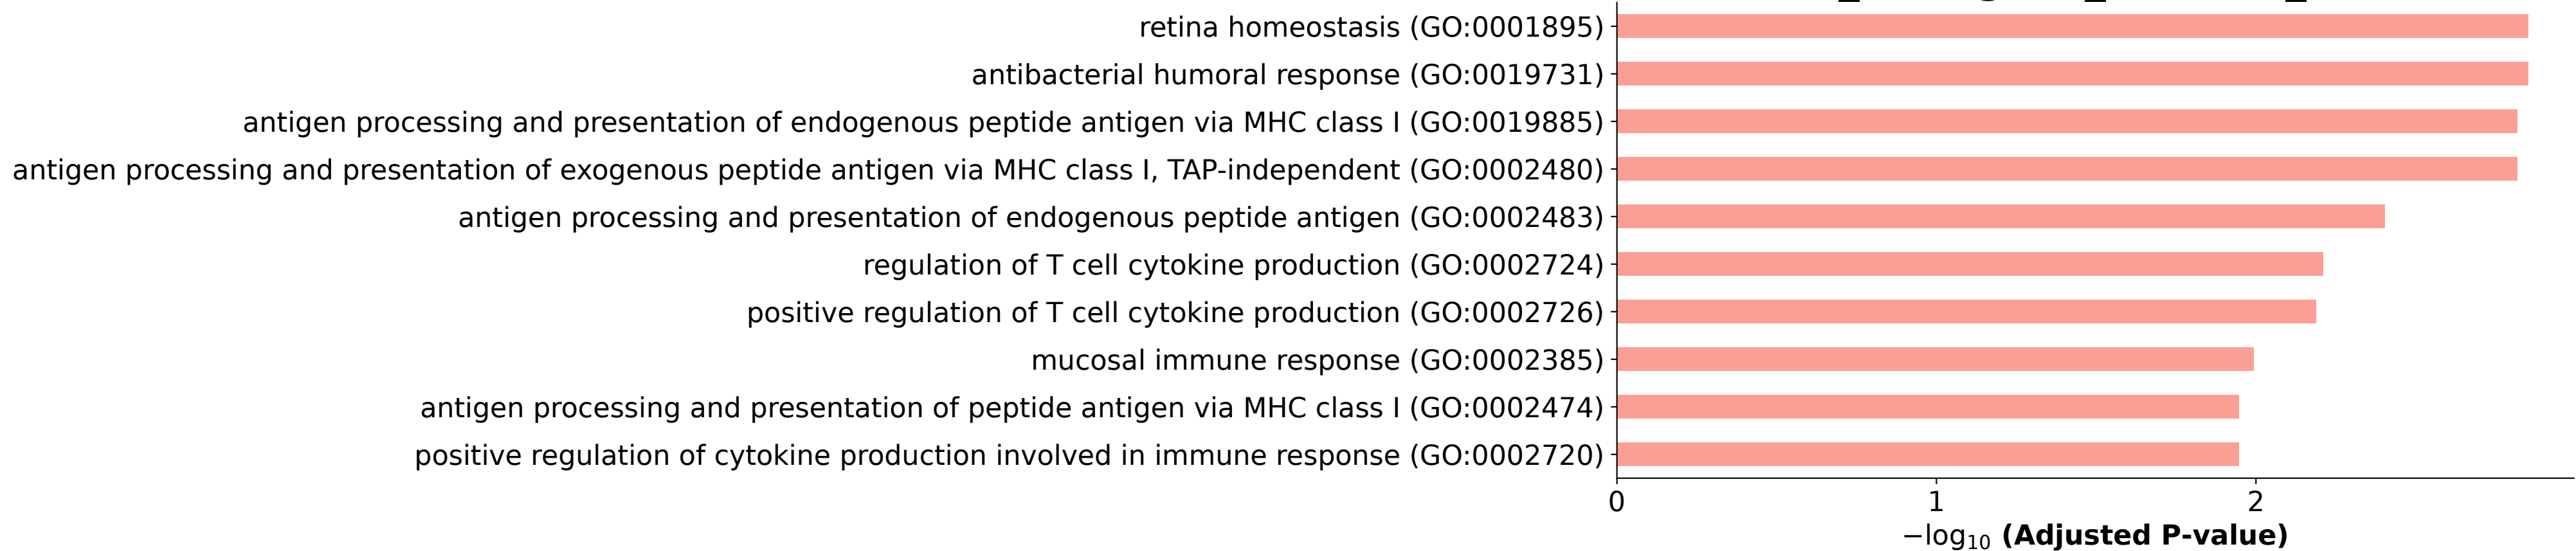 retina homeostasis (GO:0001895)
antibacterial humoral response (GO:0019731)
antigen processing and presentation of endogenous peptide antigen via MHC class I (GO:0019885)
antigen processing and presentation of exogenous peptide antigen via MHC class I, TAP-independent (GO:0002480)
antigen processing and presentation of endogenous peptide antigen (GO:0002483)
regulation of T cell cytokine production (GO:0002724)
positive regulation of T cell cytokine production (GO:0002726)
mucosal immune response (GO:0002385)
antigen processing and presentation of peptide antigen via MHC class I (GO:0002474)
positive regulation of cytokine production involved in immune response (GO:0002720)
0 1 2
−log₁₀ (Adjusted P-value)